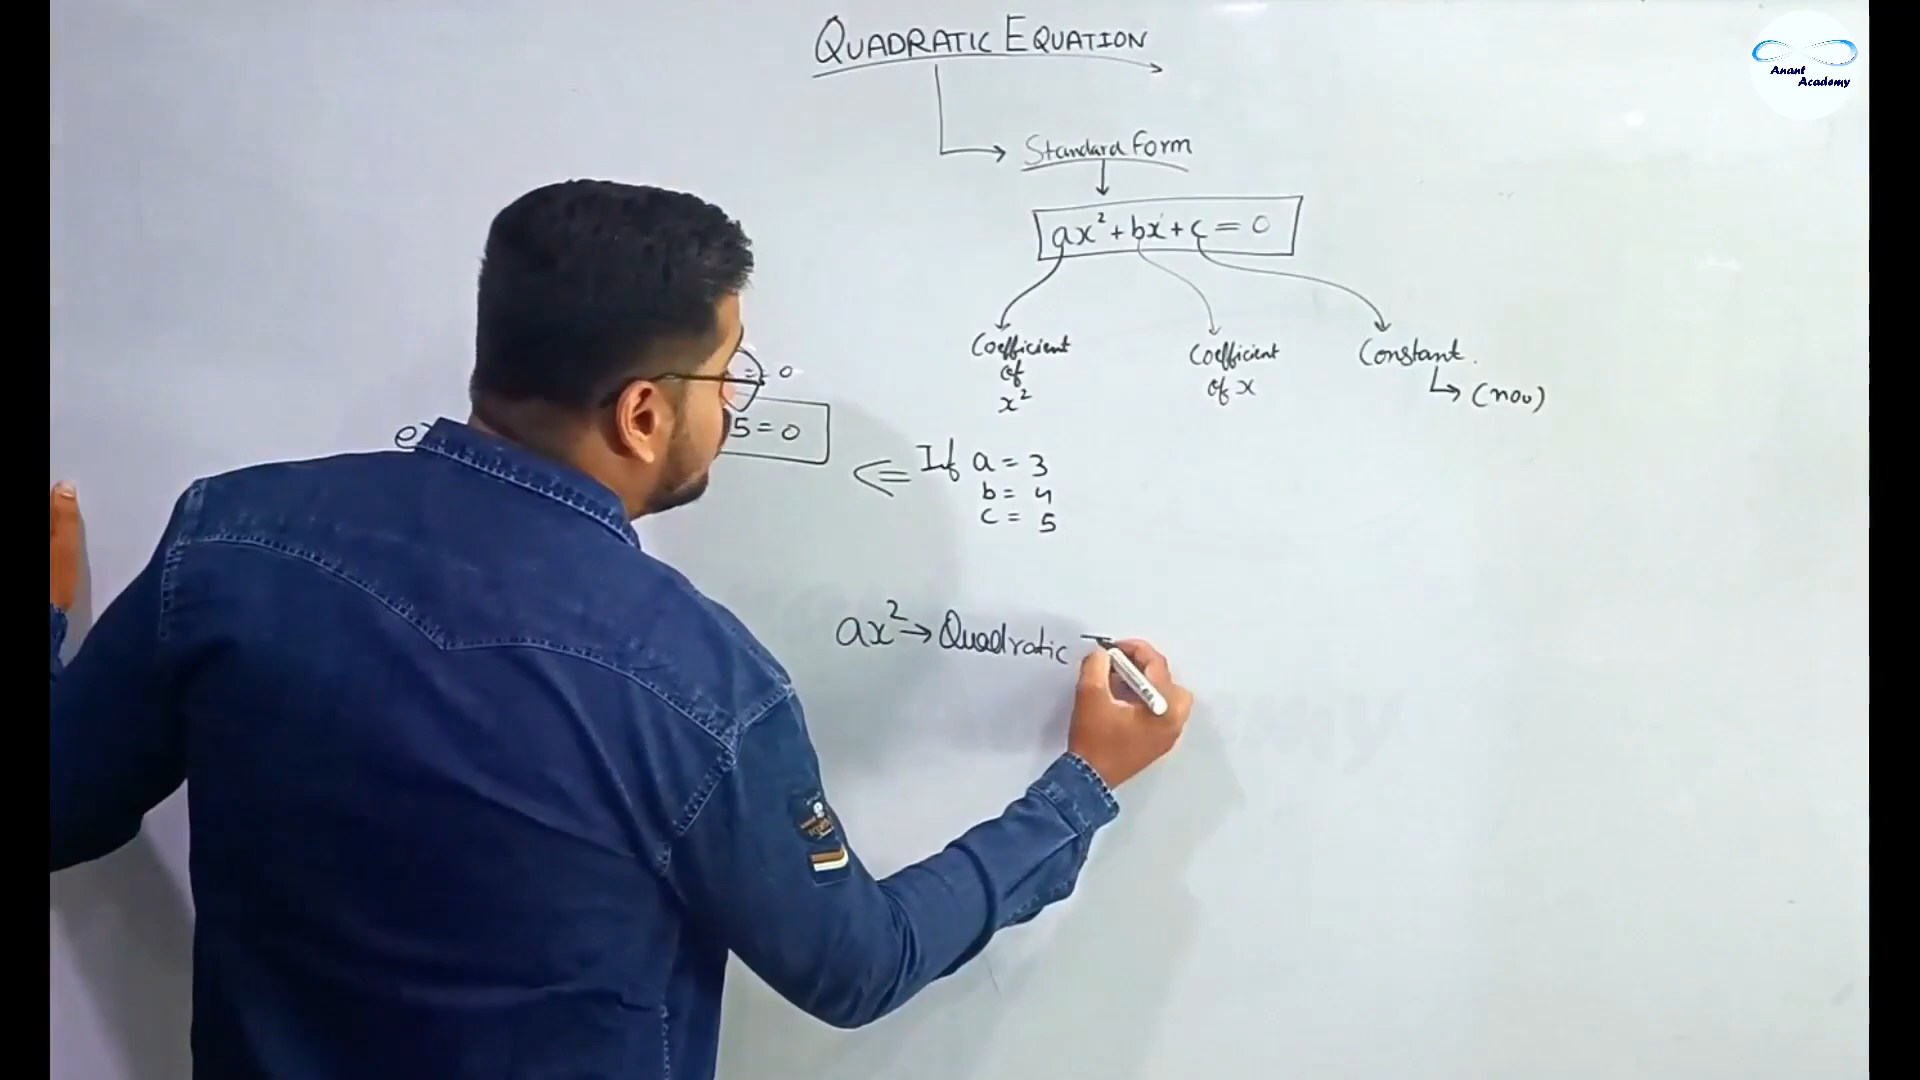 QUADRATIC EQUATION
Anant
Academy
Standard Form
ax² + bx + c = 0
Coefficient
of
x²
Coefficient
of x
Constant.
= 0
5 = 0
If a = 3
b = 4
c = 5
ax² → Quadratic